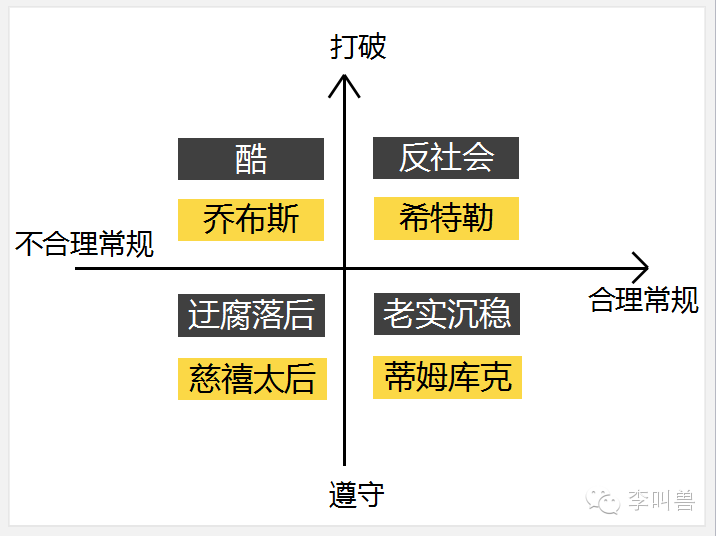 打破
酷
反社会
乔布斯
希特勒
不合理常规
合理常规
迂腐落后
老实沉稳
慈禧太后
蒂姆库克
遵守
李叫兽